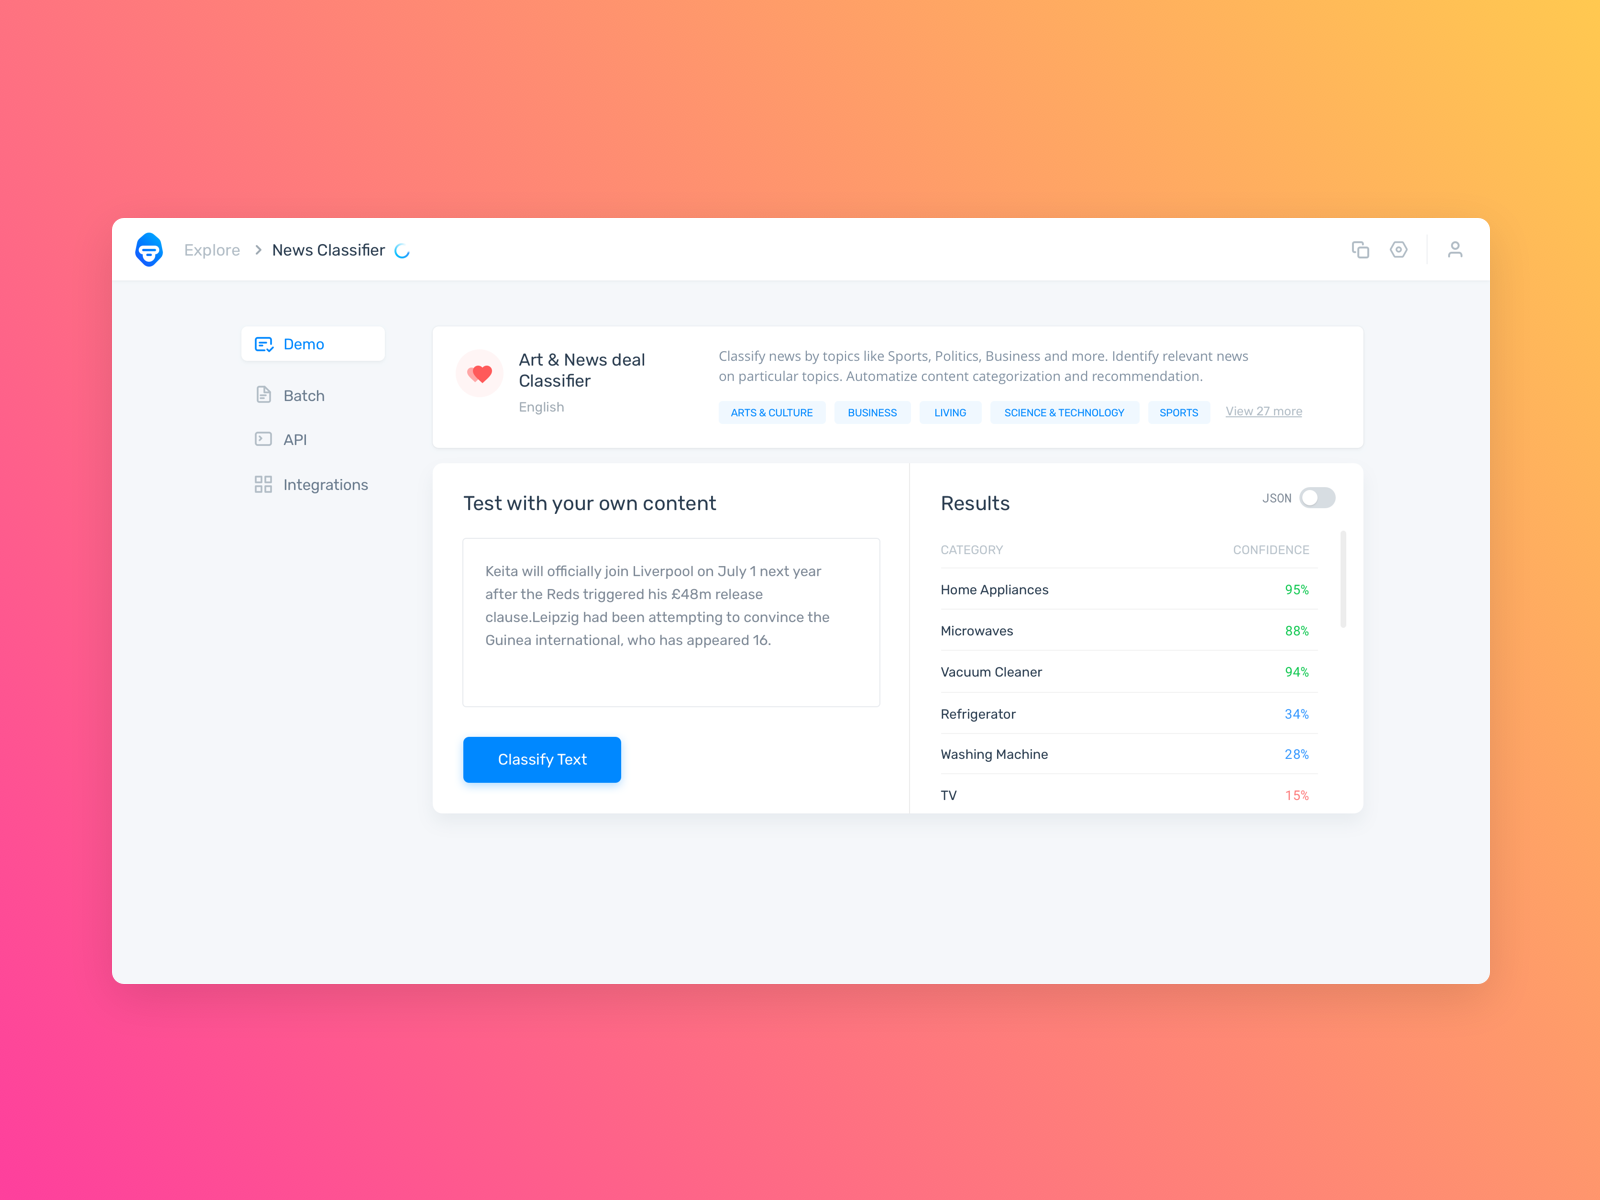 Explore
News Classifier
Demo
Batch
API
Integrations
Art & News deal
Classifier
English
Classify news by topics like Sports, Politics, Business and more. Identify relevant news
on particular topics. Automatize content categorization and recommendation.
ARTS & CULTURE BUSINESS LIVING SCIENCE & TECHNOLOGY SPORTS View 27 more
Test with your own content
Keita will officially join Liverpool on July 1 next year
after the Reds triggered his £48m release
clause.Leipzig had been attempting to convince the
Guinea international, who has appeared 16.
Classify Text
Results
JSON
CATEGORY CONFIDENCE
Home Appliances 95%
Microwaves 88%
Vacuum Cleaner 94%
Refrigerator 34%
Washing Machine 28%
TV 15%